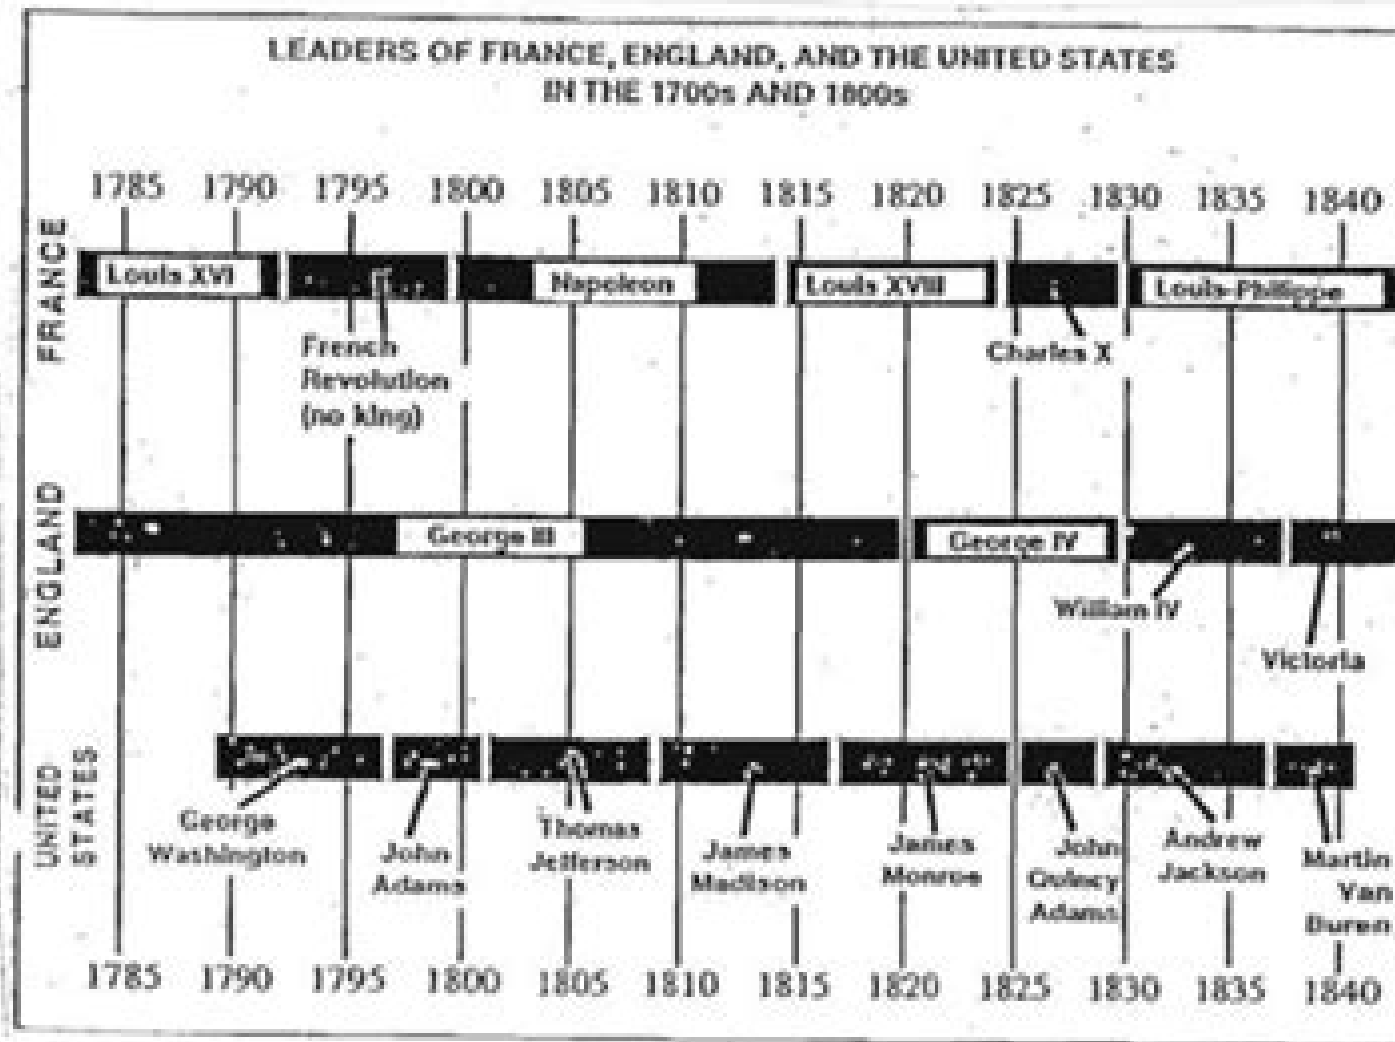 LEADERS OF FRANCE, ENGLAND, AND THE UNITED STATES
IN THE 1700s AND 1800s
1785 1790 1795 1800 1805 1810 1815 1820 1825 1830 1835 1840
FRANCE
Louis XVI
Napoleon
Louis XVIII
Louis-Philippe
French
Revolution
(no king)
Charles X
ENGLAND
George III
George IV
William IV
Victoria
UNITED
STATES
George
Washington
John
Adams
Thomas
Jefferson
James
Madison
James
Monroe
John
Quincy
Adams
Andrew
Jackson
Martin
Van
Buren
1785 1790 1795 1800 1805 1810 1815 1820 1825 1830 1835 1840